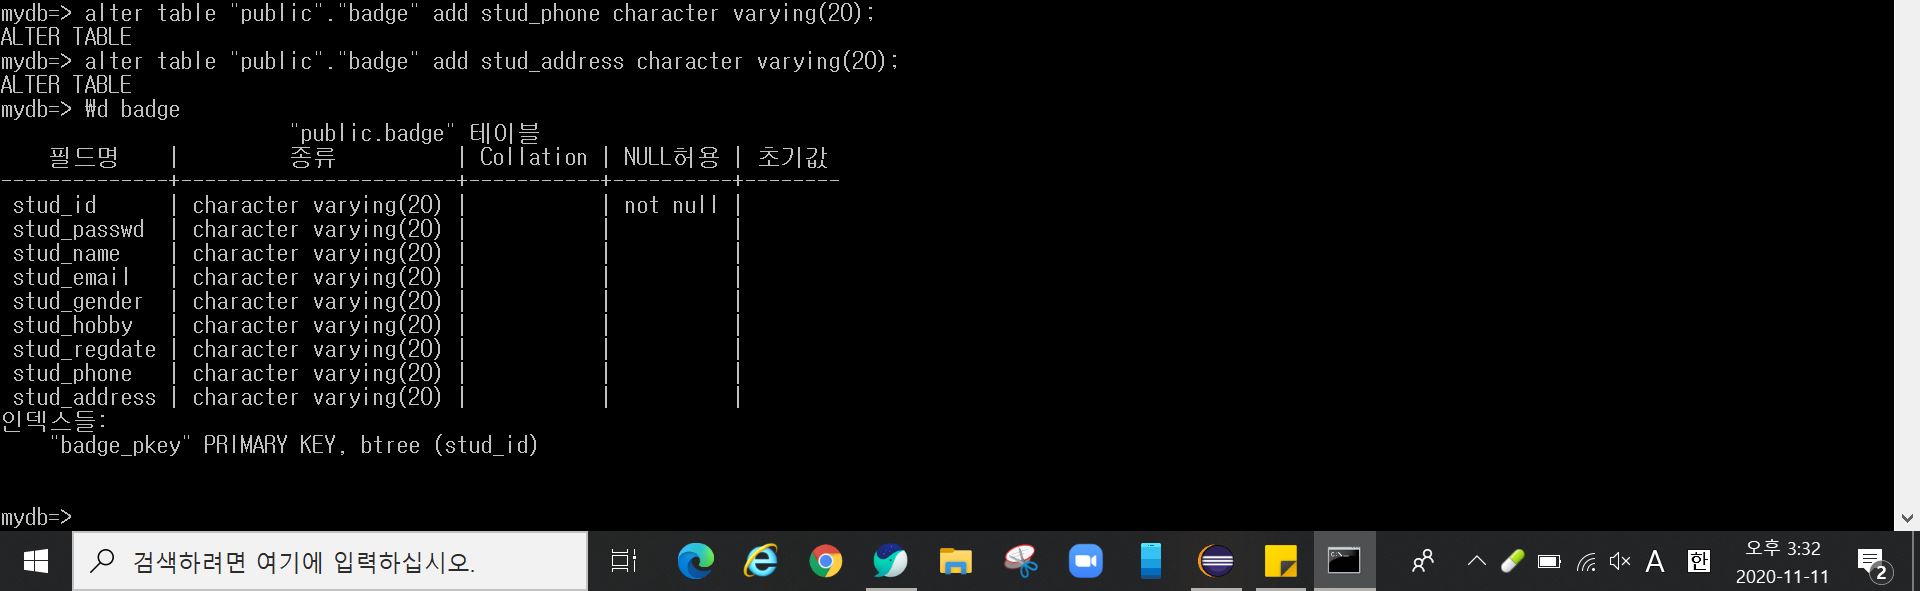 mydb=> alter table "public"."badge" add stud_phone character varying(20);
ALTER TABLE
mydb=> alter table "public"."badge" add stud_address character varying(20);
ALTER TABLE
mydb=> ₩d badge
"public.badge" 테이블
필드명 | 종류 | Collation | NULL허용 | 초기값
--------------+-----------------------+-----------+----------+--------
stud_id | character varying(20) | | not null |
stud_passwd | character varying(20) | | |
stud_name | character varying(20) | | |
stud_email | character varying(20) | | |
stud_gender | character varying(20) | | |
stud_hobby | character varying(20) | | |
stud_regdate | character varying(20) | | |
stud_phone | character varying(20) | | |
stud_address | character varying(20) | | |
인덱스들:
"badge_pkey" PRIMARY KEY, btree (stud_id)
mydb=>
검색하려면 여기에 입력하십시오.
A
한
오후 3:32
2020-11-11
2